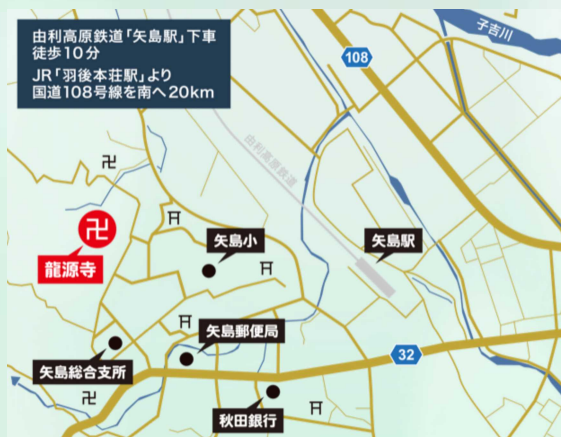 由利高原鉄道「矢島駅」下車
徒歩10分
JR「羽後本荘駅」より
国道108号線を南へ20km
子吉川
108
由利高原鉄道
卍
卍
龍源寺
矢島小
矢島駅
矢島郵便局
32
矢島総合支所
卍
秋田銀行